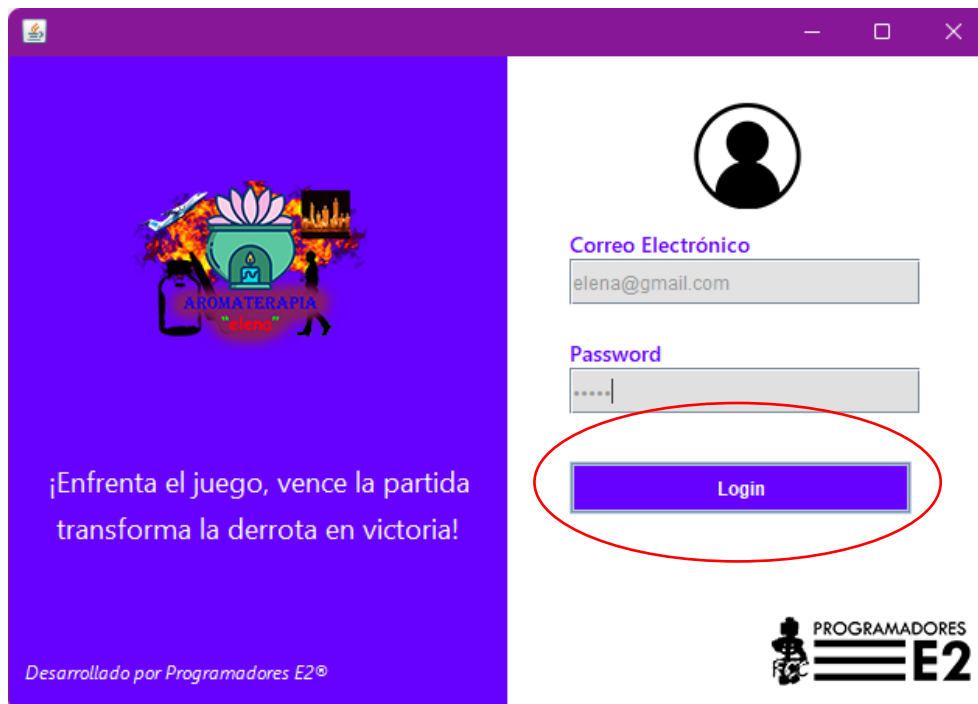 AROMATERAPIA
"elena"
¡Enfrenta el juego, vence la partida
transforma la derrota en victoria!
Desarrollado por Programadores E2®
Correo Electrónico
elena@gmail.com
Password
•••••
Login
PROGRAMADORES
E2